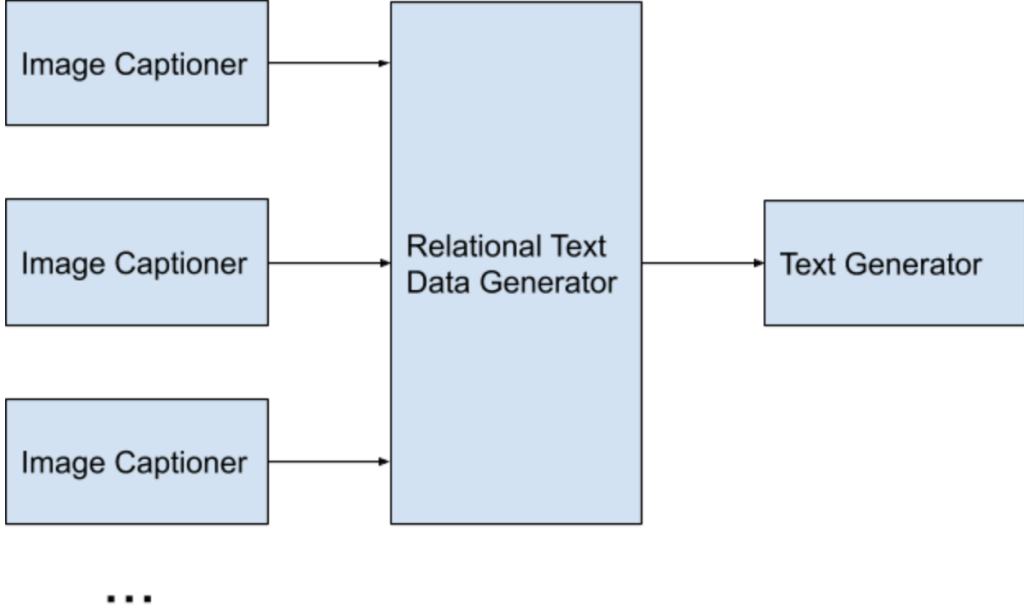 Image Captioner
Image Captioner
Relational Text
Data Generator
Text Generator
Image Captioner
...